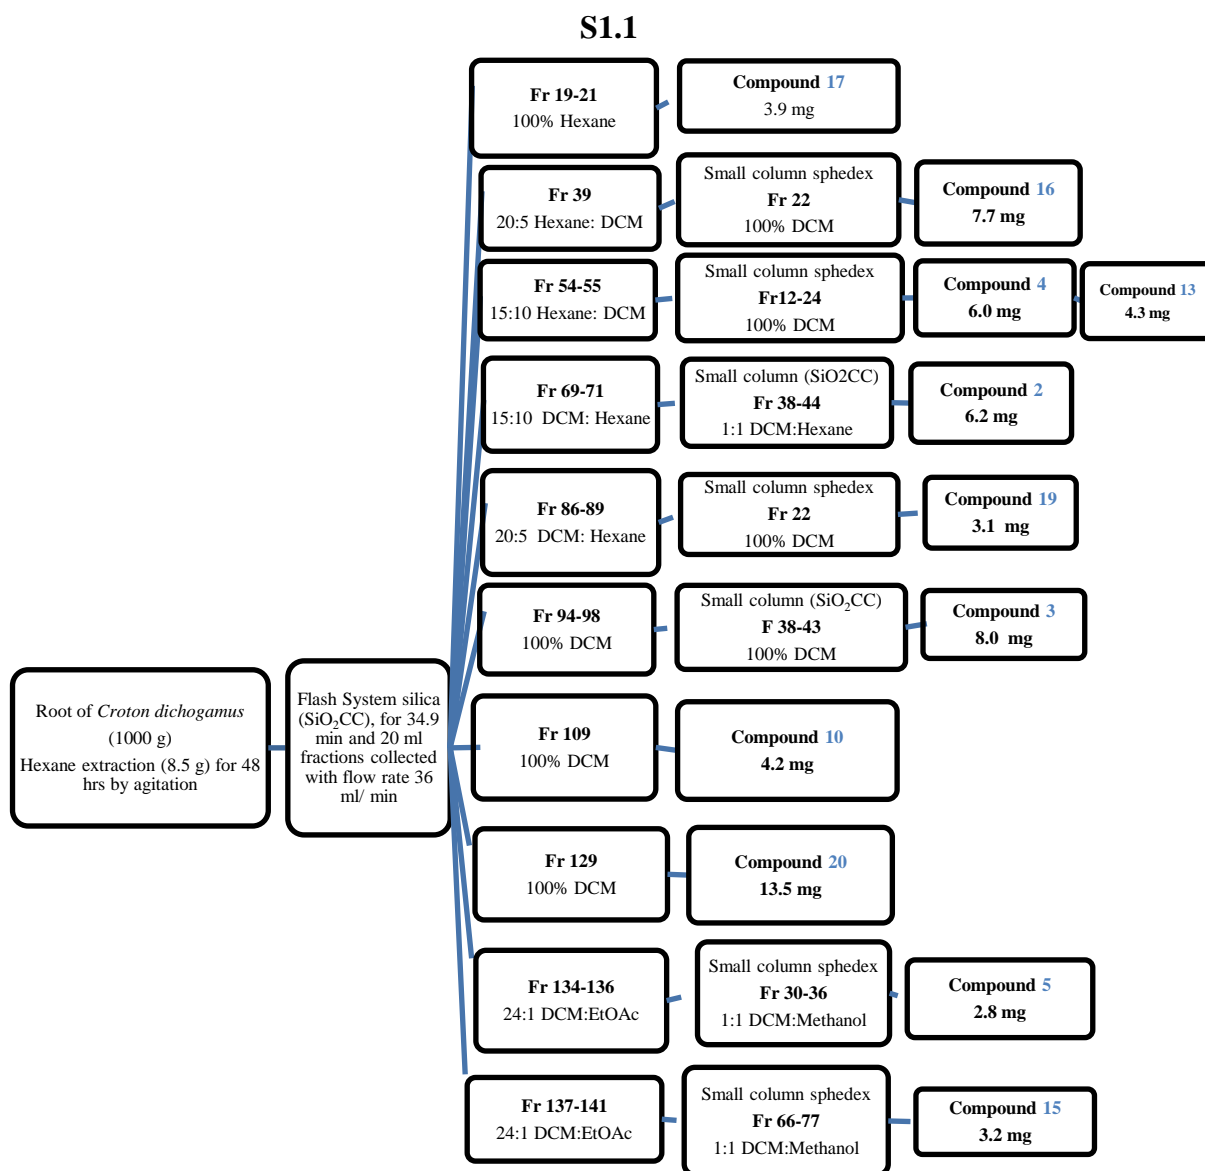 S1.1
Fr 19-21
100% Hexane
Compound 17
3.9 mg
Fr 39
20:5 Hexane: DCM
Small column sphedex
Fr 22
100% DCM
Compound 16
7.7 mg
Fr 54-55
15:10 Hexane: DCM
Small column sphedex
Fr12-24
100% DCM
Compound 4
6.0 mg
Compound 13
4.3 mg
Fr 69-71
15:10 DCM: Hexane
Small column (SiO2CC)
Fr 38-44
1:1 DCM:Hexane
Compound 2
6.2 mg
Fr 86-89
20:5 DCM: Hexane
Small column sphedex
Fr 22
100% DCM
Compound 19
3.1 mg
Fr 94-98
100% DCM
Small column (SiO₂CC)
F 38-43
100% DCM
Compound 3
8.0 mg
Root of Croton dichogamus
(1000 g)
Hexane extraction (8.5 g) for 48
hrs by agitation
Flash System silica
(SiO₂CC), for 34.9
min and 20 ml
fractions collected
with flow rate 36
ml/ min
Fr 109
100% DCM
Compound 10
4.2 mg
Fr 129
100% DCM
Compound 20
13.5 mg
Fr 134-136
24:1 DCM:EtOAc
Small column sphedex
Fr 30-36
1:1 DCM:Methanol
Compound 5
2.8 mg
Fr 137-141
24:1 DCM:EtOAc
Small column sphedex
Fr 66-77
1:1 DCM:Methanol
Compound 15
3.2 mg